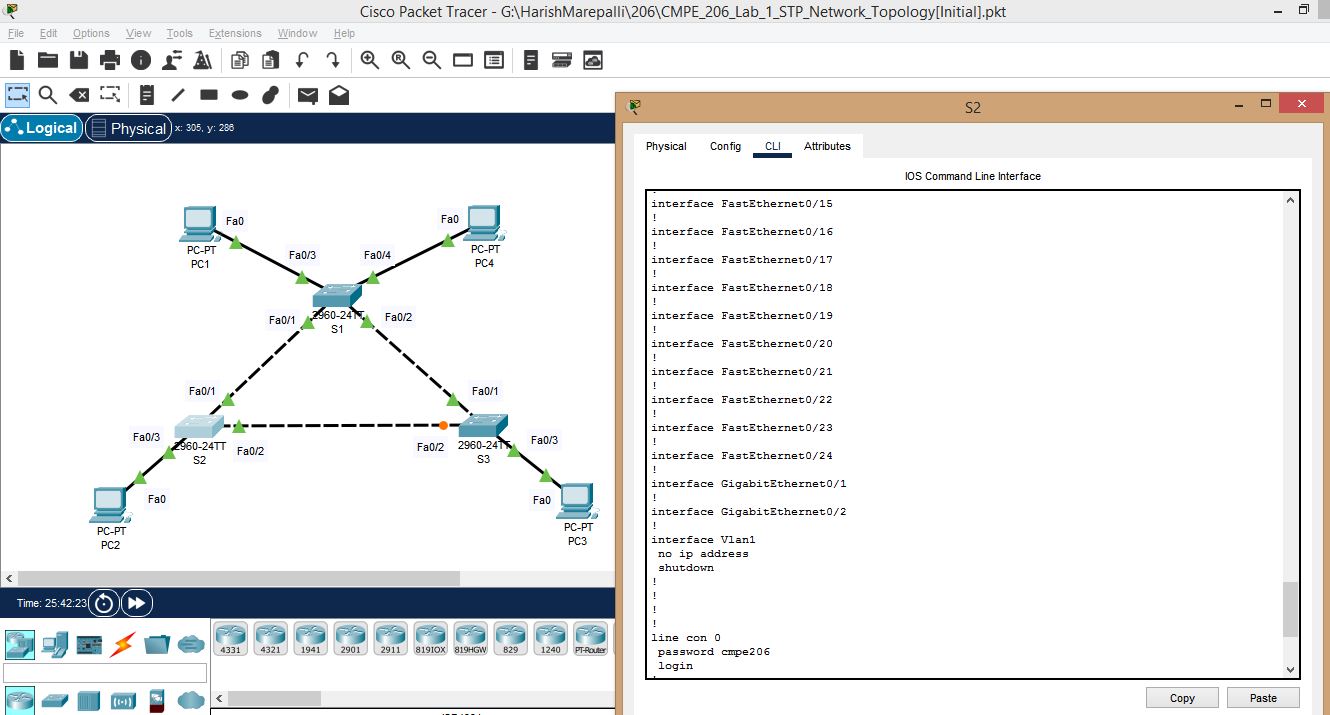 Cisco Packet Tracer - G:\HarishMarepalli\206\CMPE_206_Lab_1_STP_Network_Topology[Initial].pkt
File Edit Options View Tools Extensions Window Help
Logical Physical x: 305, y: 286
Fa0
PC-PT
PC1
Fa0
PC-PT
PC4
Fa0/3
Fa0/4
2960-24TT
S1
Fa0/1
Fa0/2
Fa0/1
Fa0/1
Fa0/3
2960-24TT
S2
Fa0/2
Fa0/2
2960-24TT
S3
Fa0/3
Fa0
PC-PT
PC2
Fa0
PC-PT
PC3
Time: 25:42:23
4331 4321 1941 2901 2911 819IOX 819HGW 829 1240 PT-Router
S2
Physical Config CLI Attributes
IOS Command Line Interface
!
interface FastEthernet0/15
!
interface FastEthernet0/16
!
interface FastEthernet0/17
!
interface FastEthernet0/18
!
interface FastEthernet0/19
!
interface FastEthernet0/20
!
interface FastEthernet0/21
!
interface FastEthernet0/22
!
interface FastEthernet0/23
!
interface FastEthernet0/24
!
interface GigabitEthernet0/1
!
interface GigabitEthernet0/2
!
interface Vlan1
no ip address
shutdown
!
!
!
!
line con 0
password cmpe206
login
!
Copy Paste